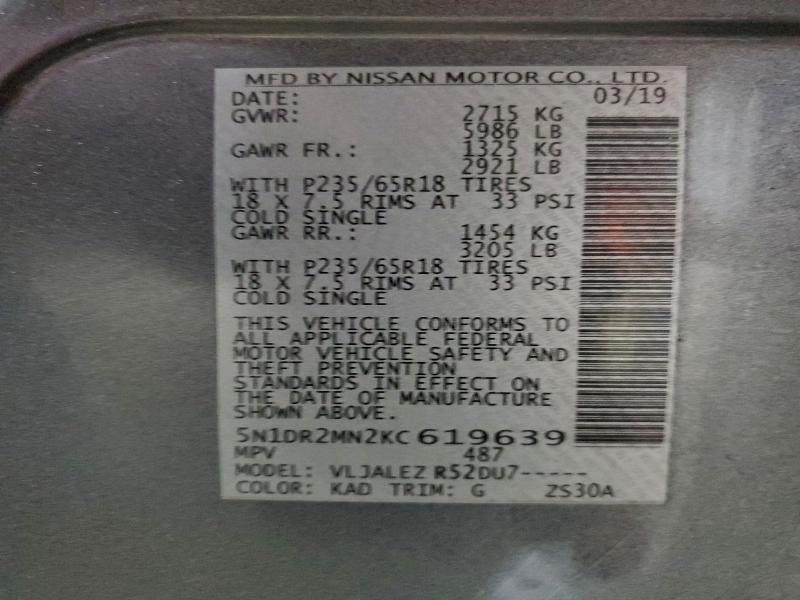 MFD BY NISSAN MOTOR CO., LTD.
DATE: 03/19
GVWR: 2715 KG
5986 LB
GAWR FR.: 1325 KG
2921 LB
WITH P235/65R18 TIRES
18 X 7.5 RIMS AT 33 PSI
COLD SINGLE
GAWR RR.: 1454 KG
3205 LB
WITH P235/65R18 TIRES
18 X 7.5 RIMS AT 33 PSI
COLD SINGLE
THIS VEHICLE CONFORMS TO
ALL APPLICABLE FEDERAL
MOTOR VEHICLE SAFETY AND
THEFT PREVENTION
STANDARDS IN EFFECT ON
THE DATE OF MANUFACTURE
SHOWN ABOVE.
5N1DR2MN2KC619639
MPV 487
MODEL: VLJALEZ R52DU7-----
COLOR: KAD TRIM: G ZS30A